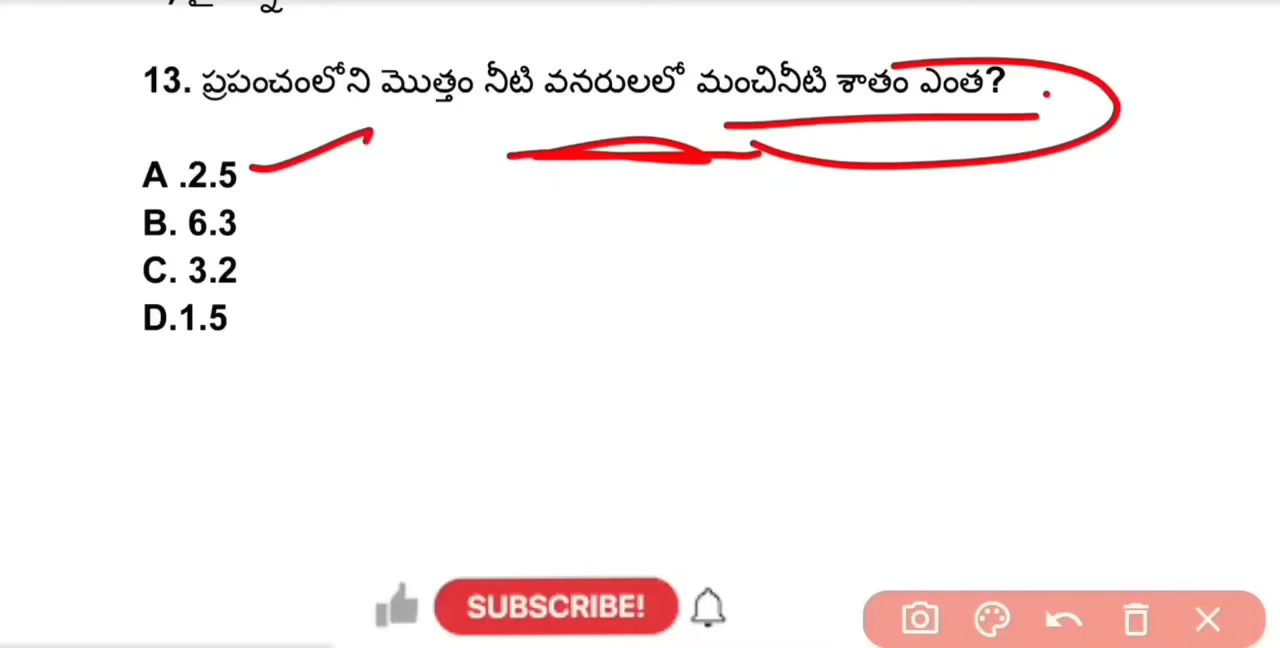 13. ప్రపంచంలోని మొత్తం నీటి వనరులలో మంచినీటి శాతం ఎంత?
A .2.5
B. 6.3
C. 3.2
D.1.5
SUBSCRIBE!